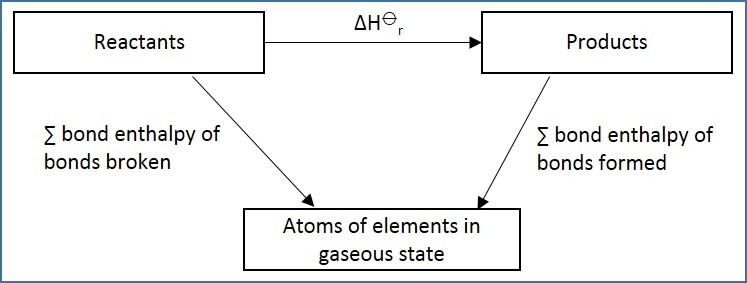 Reactants
ΔH⊖r
Products
∑ bond enthalpy of
bonds broken
∑ bond enthalpy of
bonds formed
Atoms of elements in
gaseous state